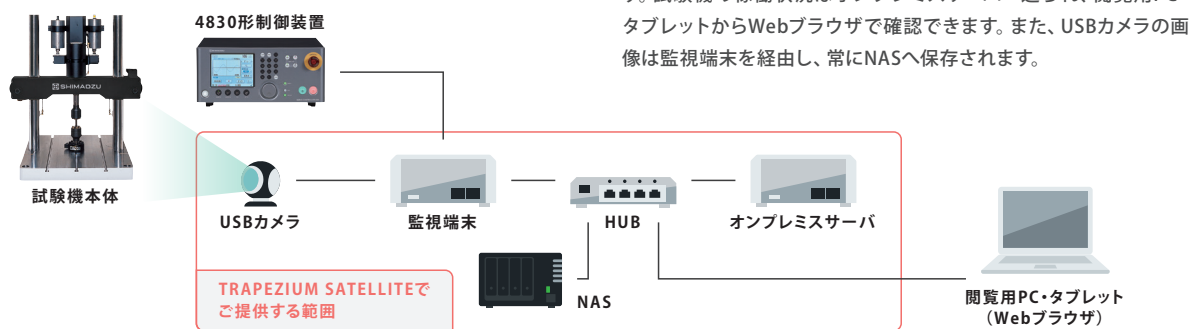 タブレットからWebブラウザで確認できます。また、USBカメラの画
像は監視端末を経由し、常にNASへ保存されます。
4830形制御装置
SHIMADZU
試験機本体
USBカメラ
監視端末
HUB
オンプレミスサーバ
NAS
TRAPEZIUM SATELLITEで
ご提供する範囲
閲覧用PC・タブレット
（Webブラウザ）